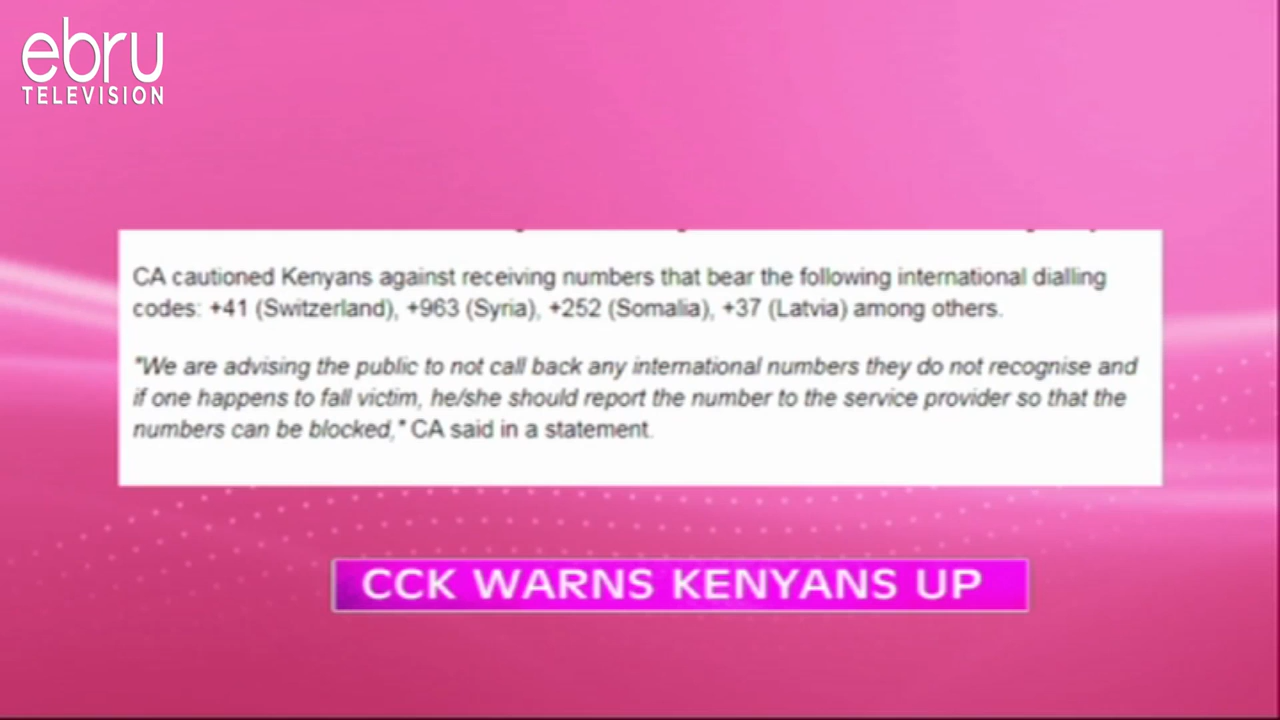 ebru
TELEVISION
CA cautioned Kenyans against receiving numbers that bear the following international dialling
codes: +41 (Switzerland), +963 (Syria), +252 (Somalia), +37 (Latvia) among others.
"We are advising the public to not call back any international numbers they do not recognise and
if one happens to fall victim, he/she should report the number to the service provider so that the
numbers can be blocked," CA said in a statement.
CCK WARNS KENYANS UP